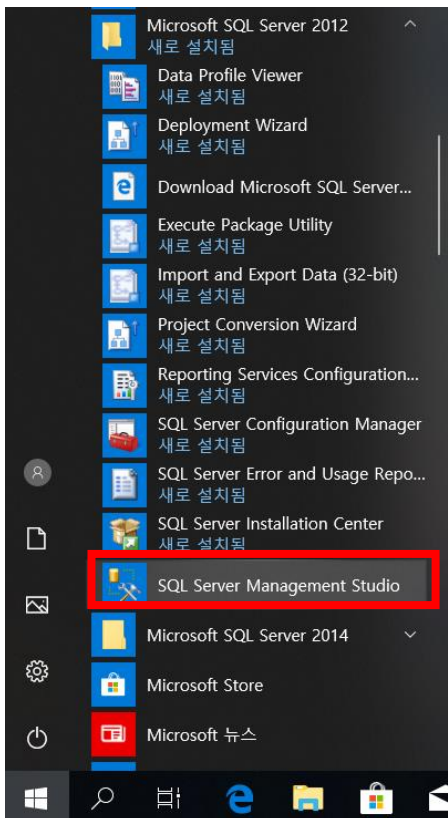 Microsoft SQL Server 2012
새로 설치됨
Data Profile Viewer
새로 설치됨
Deployment Wizard
새로 설치됨
Download Microsoft SQL Server...
Execute Package Utility
새로 설치됨
Import and Export Data (32-bit)
새로 설치됨
Project Conversion Wizard
새로 설치됨
Reporting Services Configuration...
새로 설치됨
SQL Server Configuration Manager
새로 설치됨
SQL Server Error and Usage Repo...
새로 설치됨
SQL Server Installation Center
새로 설치됨
SQL Server Management Studio
Microsoft SQL Server 2014
Microsoft Store
Microsoft 뉴스